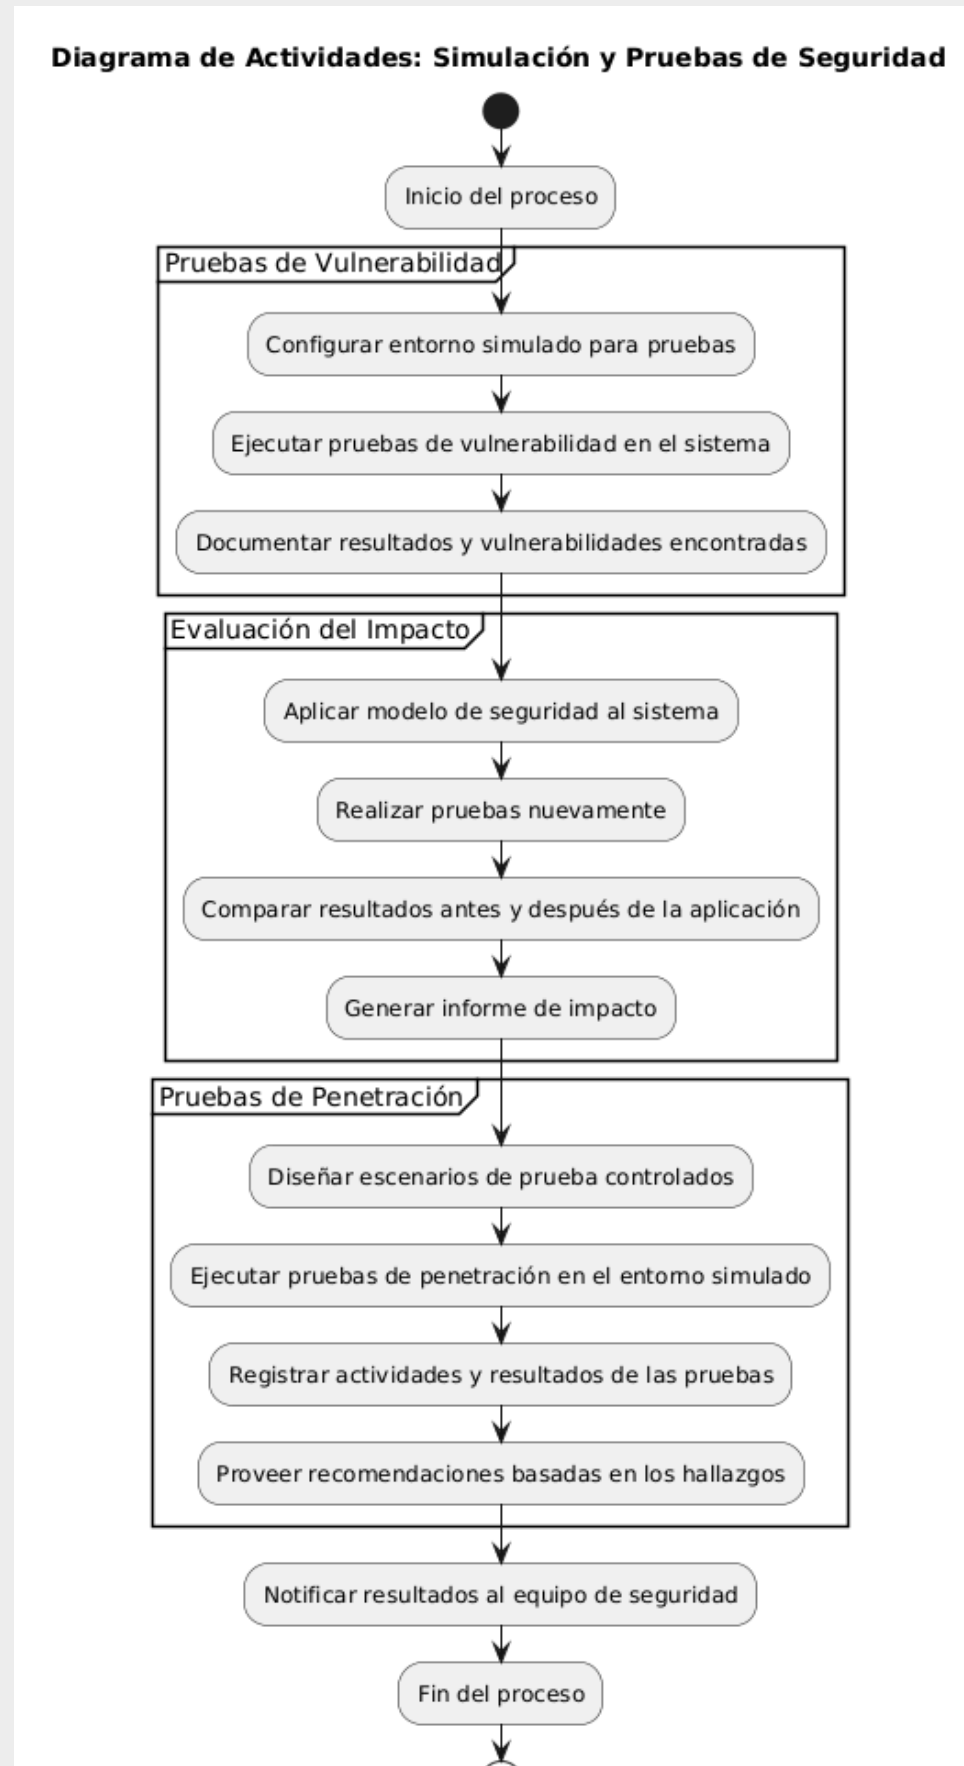 Diagrama de Actividades: Simulación y Pruebas de Seguridad
Inicio del proceso
Pruebas de Vulnerabilidad
Configurar entorno simulado para pruebas
Ejecutar pruebas de vulnerabilidad en el sistema
Documentar resultados y vulnerabilidades encontradas
Evaluación del Impacto
Aplicar modelo de seguridad al sistema
Realizar pruebas nuevamente
Comparar resultados antes y después de la aplicación
Generar informe de impacto
Pruebas de Penetración
Diseñar escenarios de prueba controlados
Ejecutar pruebas de penetración en el entorno simulado
Registrar actividades y resultados de las pruebas
Proveer recomendaciones basadas en los hallazgos
Notificar resultados al equipo de seguridad
Fin del proceso